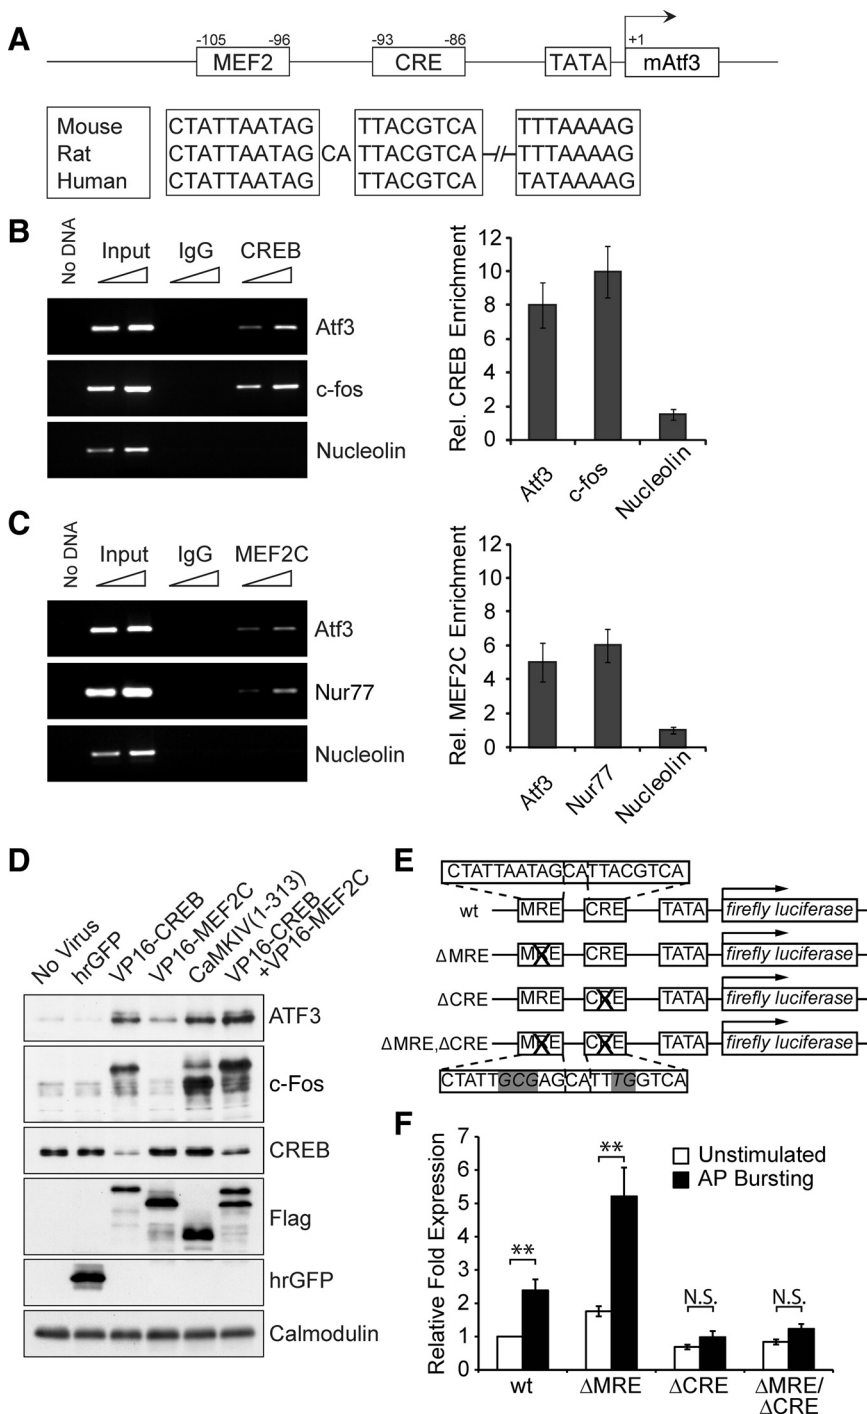 A
-105 -96 -93 -86 +1
MEF2 CRE TATA mAtf3
Mouse CTATTAATAG TTACGTCA TTTAAAAG
Rat CTATTAATAG CA TTACGTCA // TTTAAAAG
Human CTATTAATAG TTACGTCA TATAAAAG
B
No DNA Input IgG CREB
Atf3
c-fos
Nucleolin
Rel. CREB Enrichment
12
10
8
6
4
2
0
Atf3 c-fos Nucleolin
C
No DNA Input IgG MEF2C
Atf3
Nur77
Nucleolin
Rel. MEF2C Enrichment
12
10
8
6
4
2
0
Atf3 Nur77 Nucleolin
D
No Virus
hrGFP
VP16-CREB
VP16-MEF2C
CaMKIV(1-313)
VP16-CREB
+VP16-MEF2C
ATF3
c-Fos
CREB
Flag
hrGFP
Calmodulin
E
CTATTAATAGCATTACGTCA
wt MRE CRE TATA firefly luciferase
ΔMRE MRE CRE TATA firefly luciferase
ΔCRE MRE CRE TATA firefly luciferase
ΔMRE,ΔCRE MRE CRE TATA firefly luciferase
CTATTGCGAGCATTTGGTCA
F
Relative Fold Expression
7
6
5
4
3
2
1
0
Unstimulated
AP Bursting
** ** N.S. N.S.
wt ΔMRE ΔCRE ΔMRE/
ΔCRE